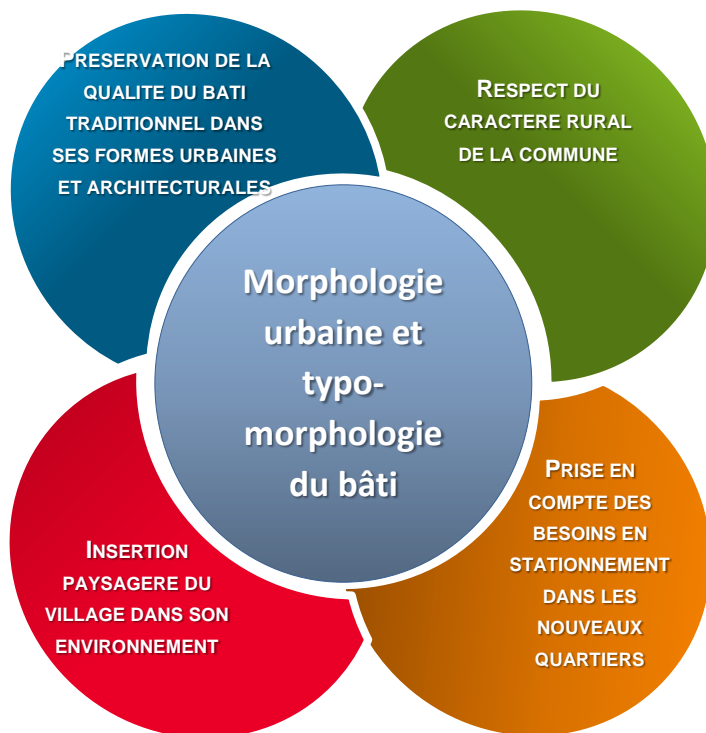 PRESERVATION DE LA
QUALITE DU BATI
TRADITIONNEL DANS
SES FORMES URBAINES
ET ARCHITECTURALES
RESPECT DU
CARACTERE RURAL
DE LA COMMUNE
Morphologie
urbaine et
typo-
morphologie
du bâti
INSERTION
PAYSAGERE DU
VILLAGE DANS SON
ENVIRONNEMENT
PRISE EN
COMPTE DES
BESOINS EN
STATIONNEMENT
DANS LES
NOUVEAUX
QUARTIERS